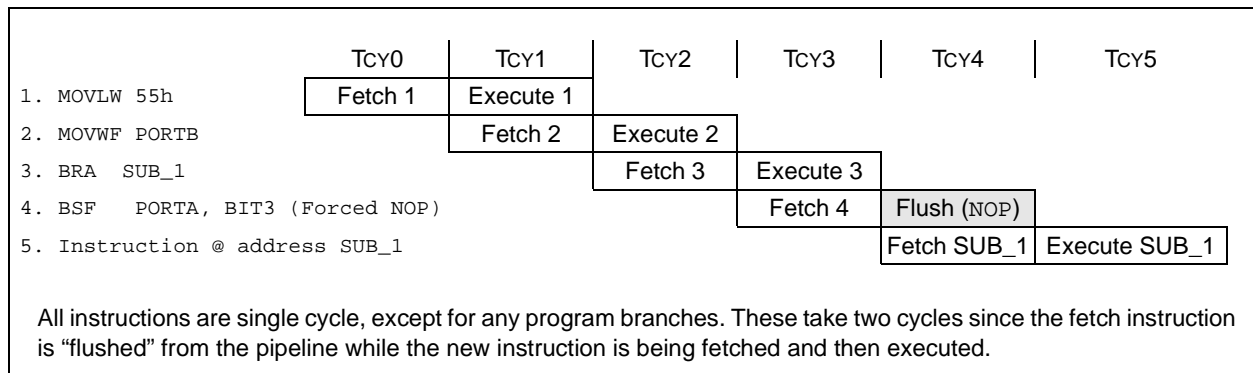 TCY0 TCY1 TCY2 TCY3 TCY4 TCY5
1. MOVLW 55h Fetch 1 Execute 1
2. MOVWF PORTB Fetch 2 Execute 2
3. BRA SUB_1 Fetch 3 Execute 3
4. BSF PORTA, BIT3 (Forced NOP) Fetch 4 Flush (NOP)
5. Instruction @ address SUB_1 Fetch SUB_1 Execute SUB_1
All instructions are single cycle, except for any program branches. These take two cycles since the fetch instruction
is “flushed” from the pipeline while the new instruction is being fetched and then executed.